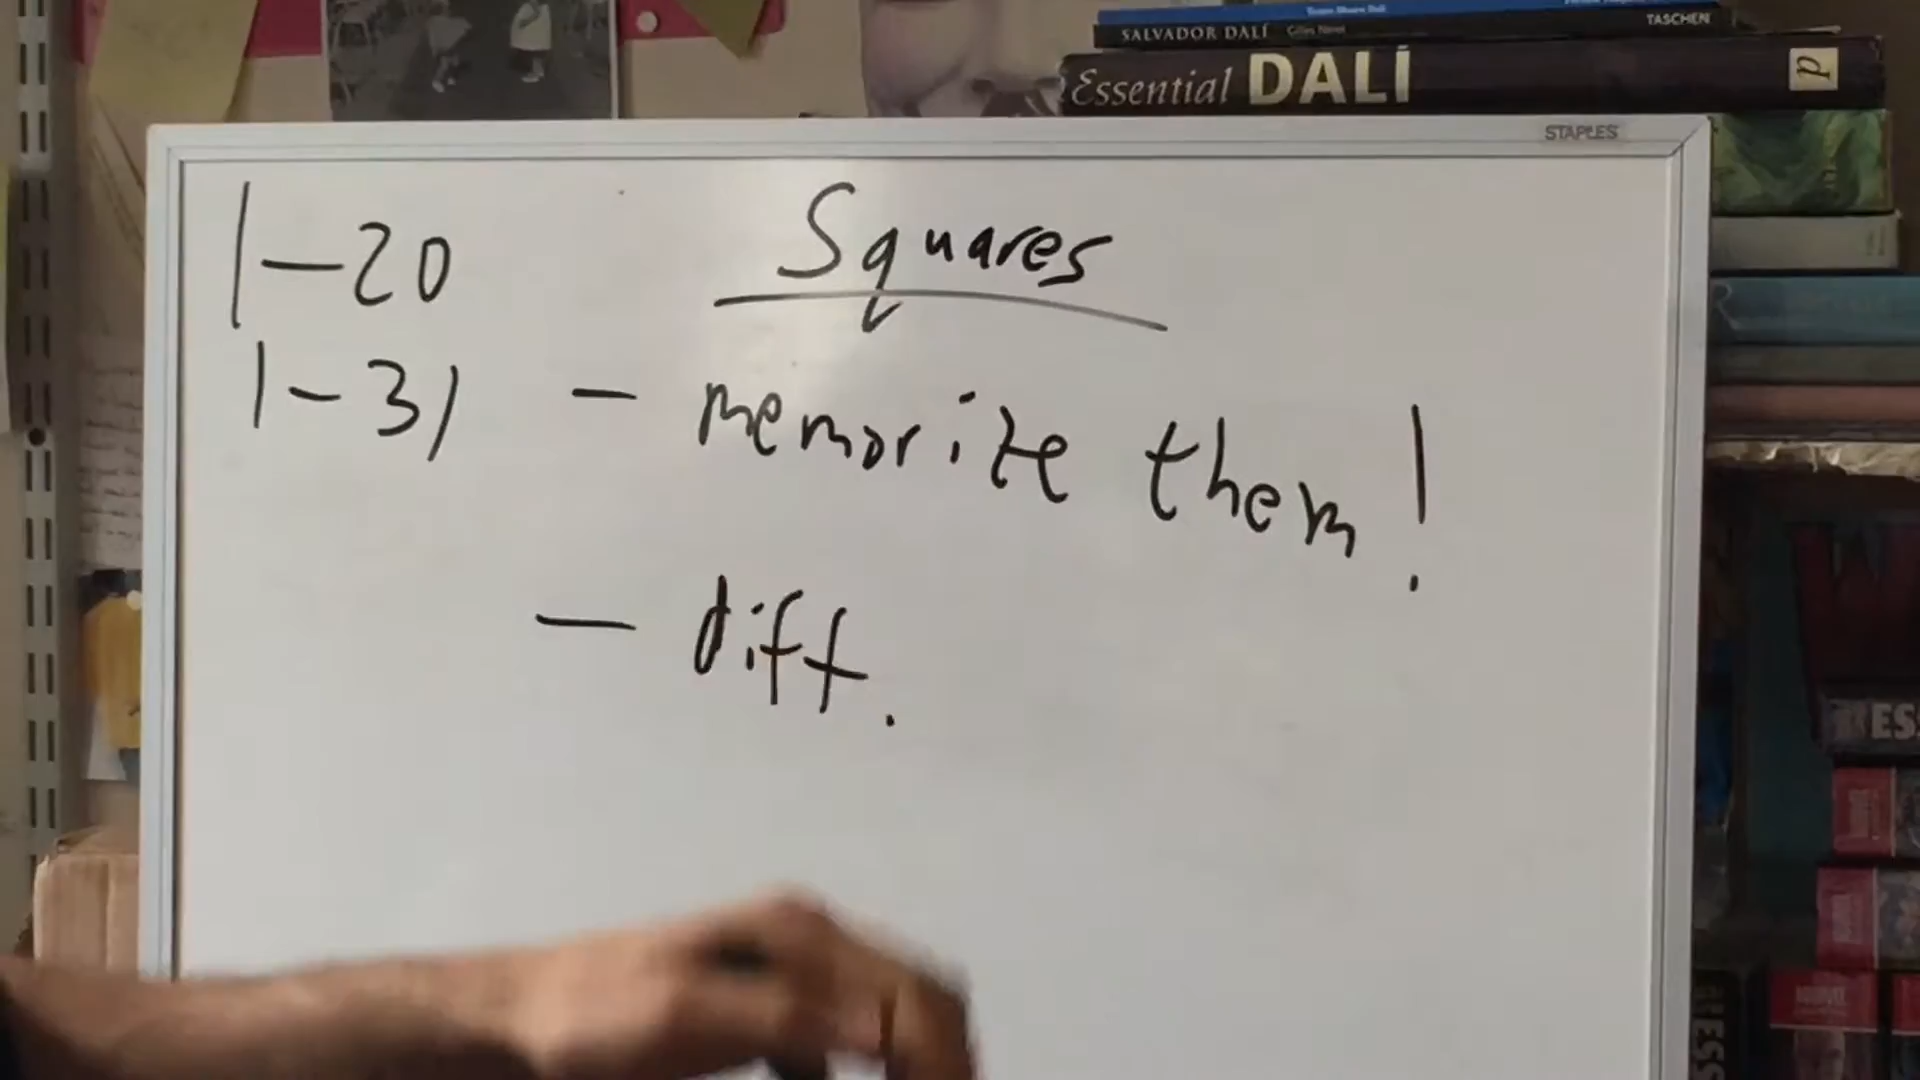 SALVADOR DALÍ
TASCHEN
Essential DALÍ
STAPLES
Squares
1-20
1-31
- memorize them!
- diff.